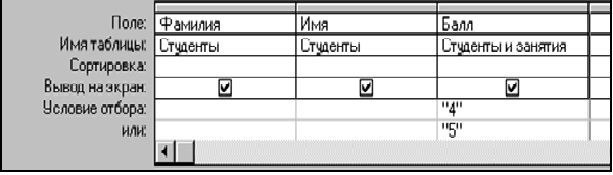 Поле: Фамилия Имя Балл
Имя таблицы: Студенты Студенты Студенты и занятия
Сортировка:
Вывод на экран:
Условие отбора: "4"
или: "5"